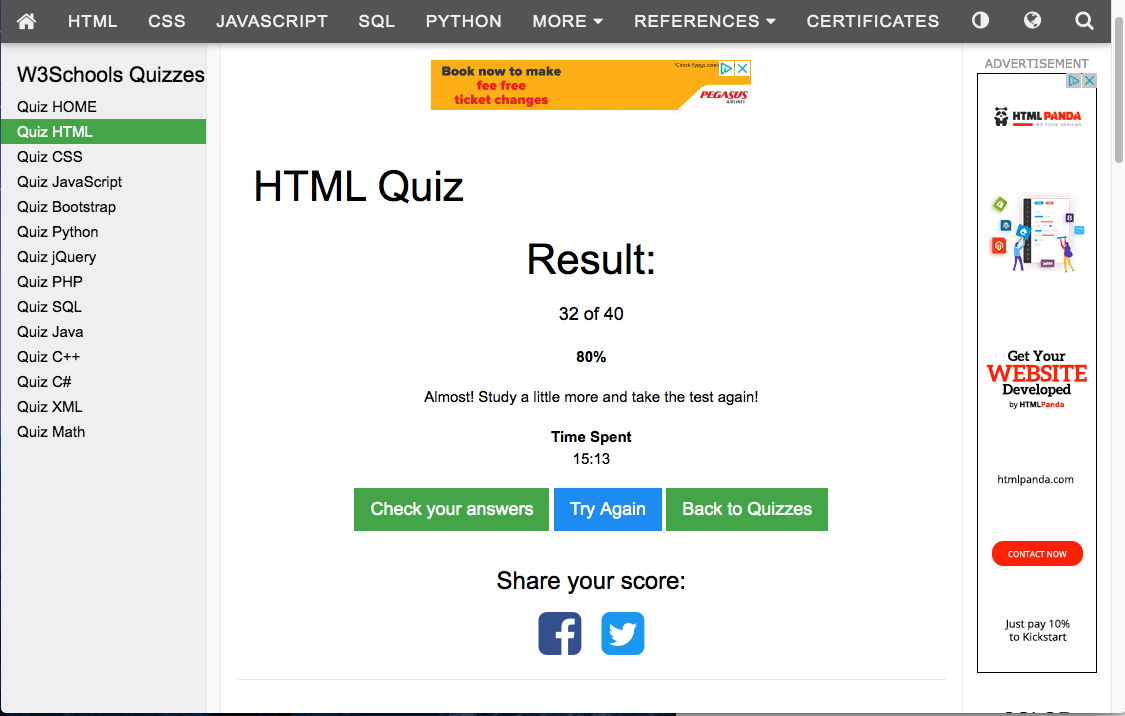 HTML CSS JAVASCRIPT SQL PYTHON MORE REFERENCES CERTIFICATES
W3Schools Quizzes
Quiz HOME
Quiz HTML
Quiz CSS
Quiz JavaScript
Quiz Bootstrap
Quiz Python
Quiz jQuery
Quiz PHP
Quiz SQL
Quiz Java
Quiz C++
Quiz C#
Quiz XML
Quiz Math
Book now to make
fee free
ticket changes
PEGASUS
AIRLINES
HTML Quiz
Result:
32 of 40
80%
Almost! Study a little more and take the test again!
Time Spent
15:13
Check your answers Try Again Back to Quizzes
Share your score:
ADVERTISEMENT
HTML PANDA
Get Your
WEBSITE
Developed
by HTMLPanda
htmlpanda.com
CONTACT NOW
Just pay 10%
to Kickstart